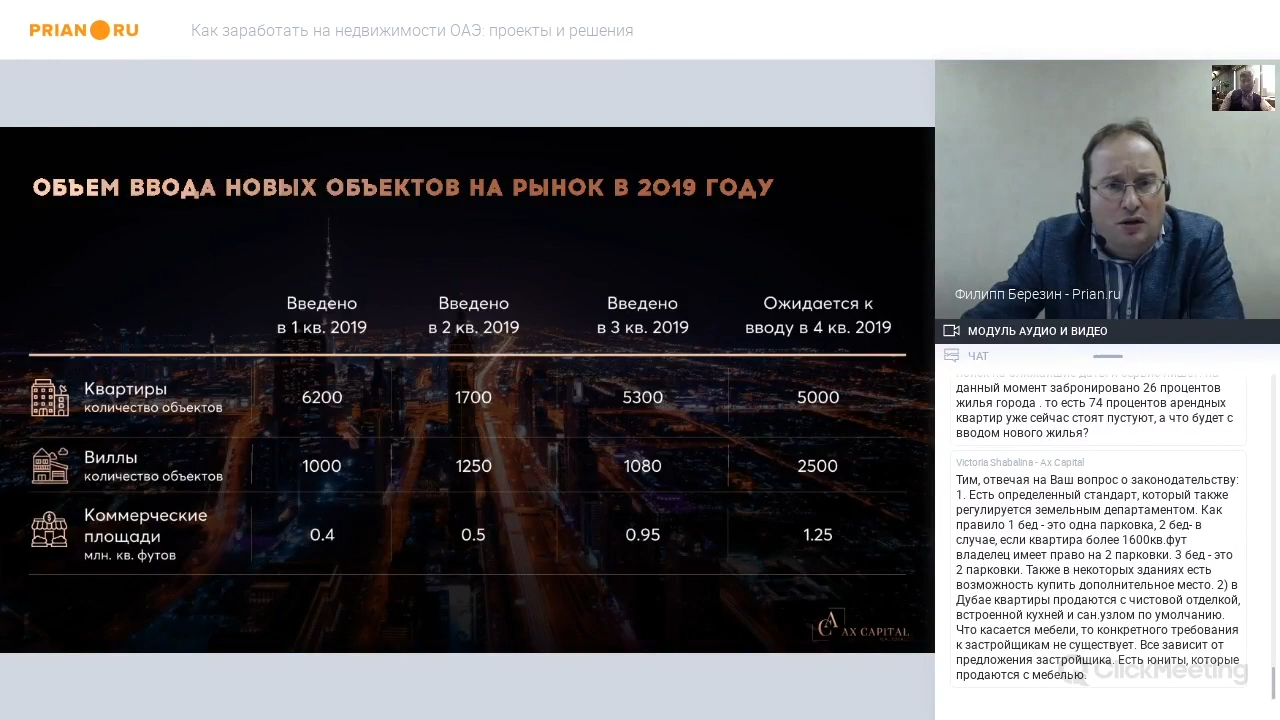 PRIAN RU
Как заработать на недвижимости ОАЭ: проекты и решения
ОБЪЕМ ВВОДА НОВЫХ ОБЪЕКТОВ НА РЫНОК В 2019 ГОДУ
Введено в 1 кв. 2019
Введено в 2 кв. 2019
Введено в 3 кв. 2019
Ожидается к вводу в 4 кв. 2019
Квартиры
количество объектов
6200 1700 5300 5000
Виллы
количество объектов
1000 1250 1080 2500
Коммерческие
площади
млн. кв. футов
0.4 0.5 0.95 1.25
AX CAPITAL
Филипп Березин - Prian.ru
МОДУЛЬ АУДИО И ВИДЕО
ЧАТ
данный момент забронировано 26 процентов
жилья города . то есть 74 процентов арендных
квартир уже сейчас стоят пустуют, а что будет с
вводом нового жилья?
Victoria Shabalina - Ax Capital
Тим, отвечая на Ваш вопрос о законодательству:
1. Есть определенный стандарт, который также
регулируется земельным департаментом. Как
правило 1 бед - это одна парковка, 2 бед- в
случае, если квартира более 1600кв.фут
владелец имеет право на 2 парковки. 3 бед - это
2 парковки. Также в некоторых зданиях есть
возможность купить дополнительное место. 2) в
Дубае квартиры продаются с чистовой отделкой,
встроенной кухней и сан.узлом по умолчанию.
Что касается мебели, то конкретного требования
к застройщикам не существует. Все зависит от
предложения застройщика. Есть юниты, которые
продаются с мебелью.
ClickMeeting